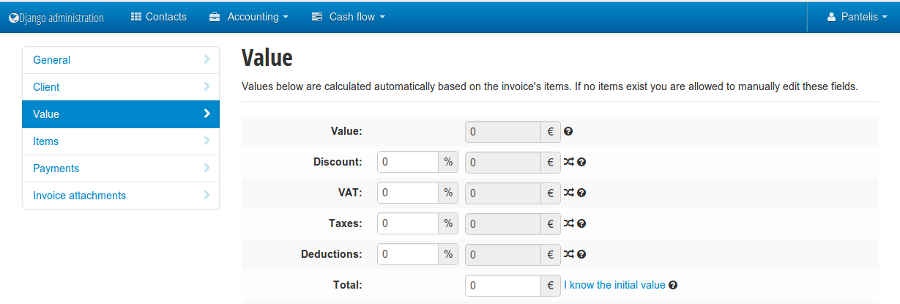 Django administration Contacts Accounting Cash flow Pantelis
General
Client
Value
Items
Payments
Invoice attachments
Value
Values below are calculated automatically based on the invoice's items. If no items exist you are allowed to manually edit these fields.
Value: 0 €
Discount: 0 % 0 €
VAT: 0 % 0 €
Taxes: 0 % 0 €
Deductions: 0 % 0 €
Total: 0 € I know the initial value